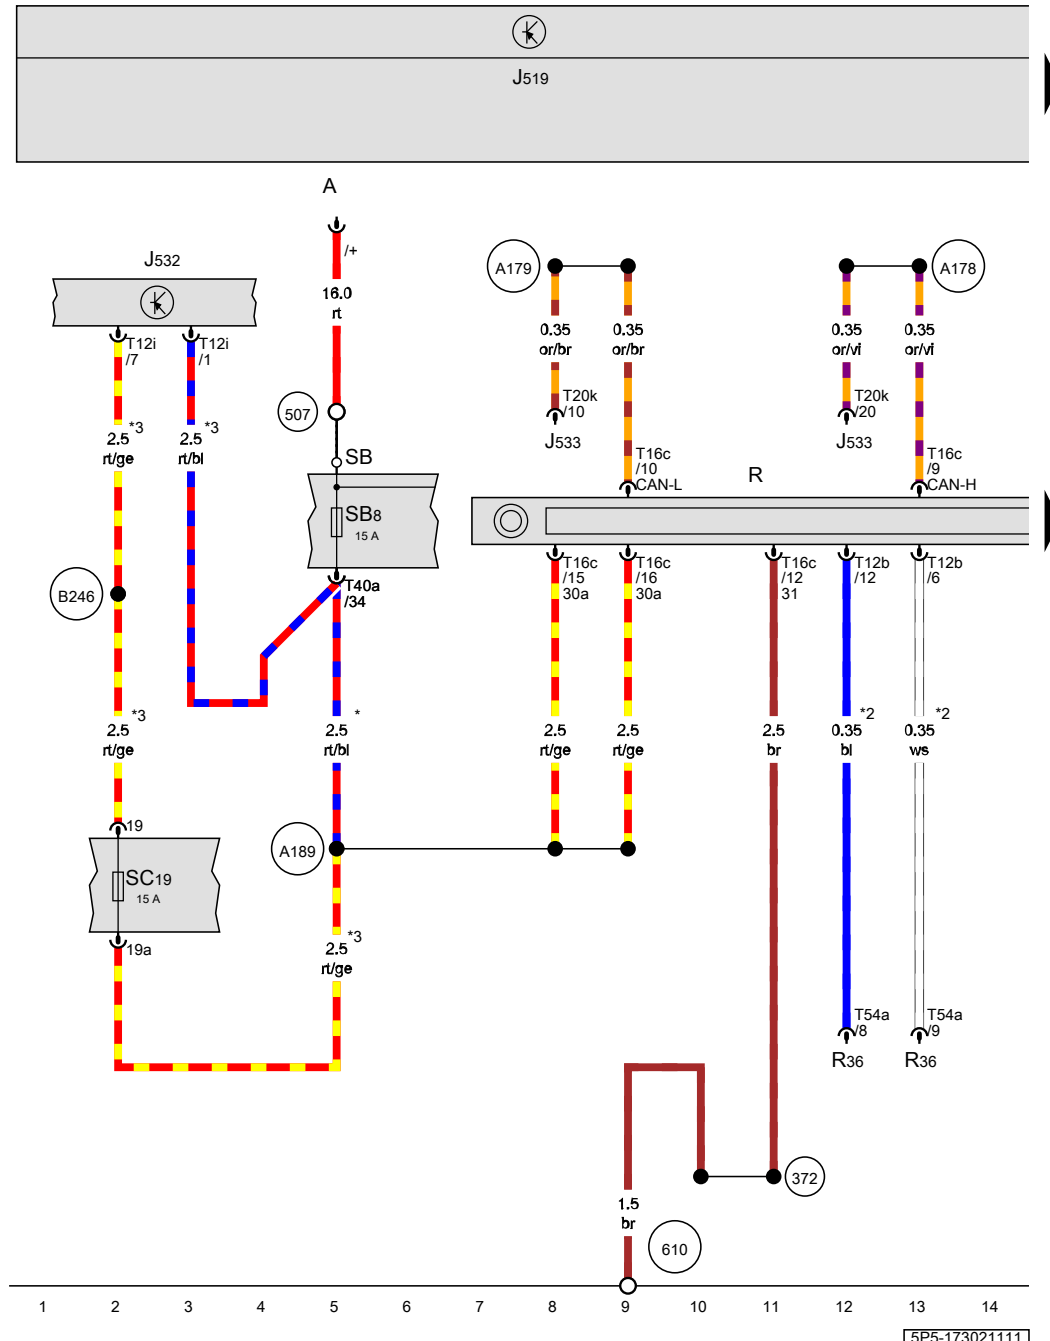 J519
A
/+
16.0
rt
J532
T12i
/7
T12i
/1
*3
2.5
rt/ge
*3
2.5
rt/bl
507
SB
SB8
15 A
T40a
/34
B246
*3
2.5
rt/ge
*
2.5
rt/bl
19
SC19
15 A
19a
A189
*3
2.5
rt/ge
A179
0.35
or/br
0.35
or/br
T20k
/10
J533
T16c
/10
CAN-L
A178
0.35
or/vi
0.35
or/vi
T20k
/20
J533
T16c
/9
CAN-H
R
T16c
/15
30a
T16c
/16
30a
T16c
/12
31
T12b
/12
T12b
/6
2.5
rt/ge
2.5
rt/ge
2.5
br
*2
0.35
bl
*2
0.35
ws
T54a
/8
R36
T54a
/9
R36
372
1.5
br
610
1 2 3 4 5 6 7 8 9 10 11 12 13 14
5P5-173021111